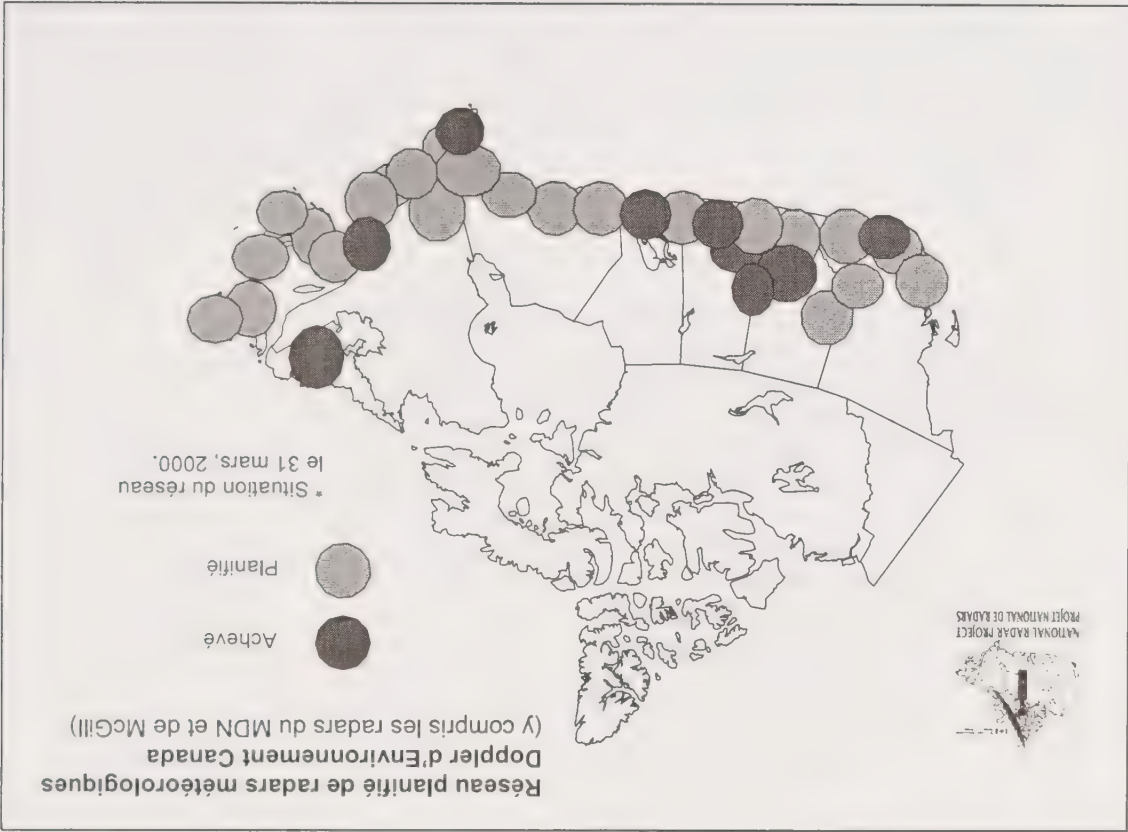 Réseau planifié de radars météorologiques
Doppler d'Environnement Canada
(y compris les radars du MDN et de McGill)
Achevé
Planifié
* Situation du réseau
le 31 mars, 2000.
NATIONAL RADAR PROJECT
PROJET NATIONAL DE RADARS